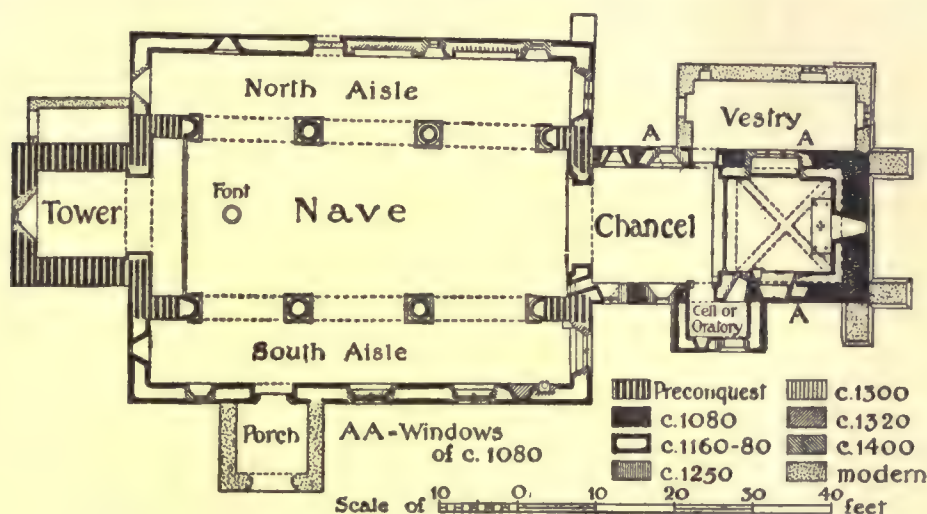 North Aisle
Vestry
A
A
Font
Tower
Nave
Chancel
Cell or
Oratory
A
South Aisle
Porch
AA-Windows
of c. 1080
Preconquest
c.1080
c.1160-80
c.1250
c.1300
c.1320
c.1400
modern
Scale of 10 0 10 20 30 40 feet